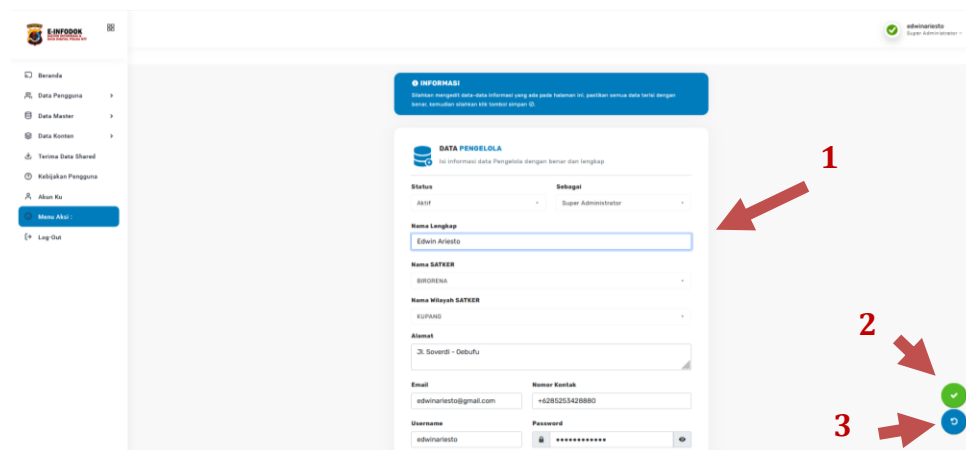 E-INFODOK
edwinariesto
Super Administrator
Beranda
Data Pengguna
Data Master
Data Konten
Terima Data Shared
Kebijakan Pengguna
Akun Ku
Menu Aksi :
Log-Out
INFORMASI
Silahkan mengedit data-data informasi yang ada pada halaman ini. pastikan semua data terisi dengan
benar, kemudian silahkan klik tombol simpan
DATA PENGELOLA
Isi informasi data Pengelola dengan benar dan lengkap
Status
Sebagai
Aktif
Super Administrator
Nama Lengkap
Edwin Ariesto
Nama SATKER
BIRORENA
Nama Wilayah SATKER
KUPANG
Alamat
Jl. Soverdi - Oebufu
Email
Nomor Kontak
edwinariesto@gmail.com
+6285253428880
Username
Password
edwinariesto
••••••••••••
1
2
3